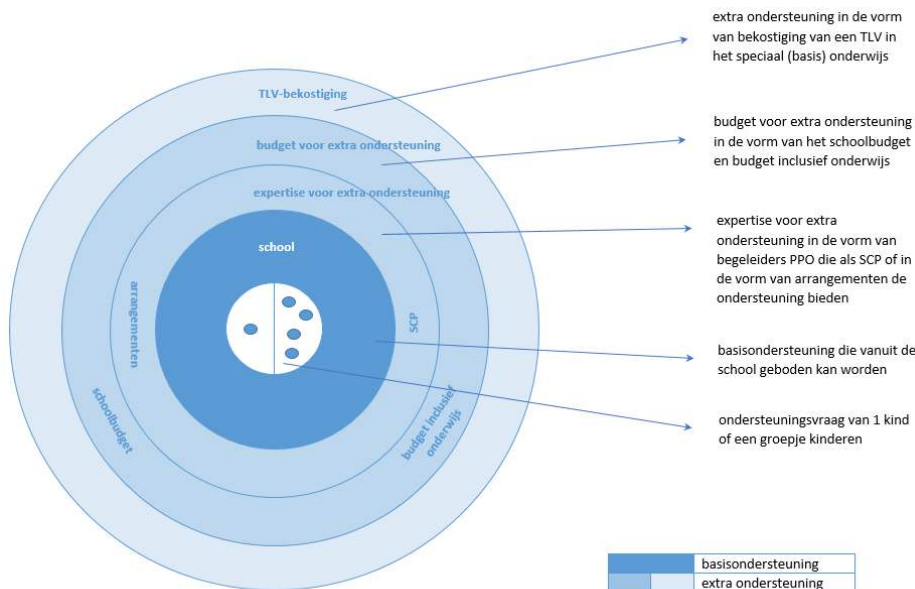 extra ondersteuning in de vorm
van bekostiging van een TLV in
het speciaal (basis) onderwijs
TLV-bekostiging
budget voor extra ondersteuning
in de vorm van het schoolbudget
en budget inclusief onderwijs
budget voor extra ondersteuning
expertise voor extra ondersteuning
expertise voor extra
ondersteuning in de vorm van
begeleiders PPO die als SCP of in
de vorm van arrangementen de
ondersteuning bieden
school
arrangementen
SCP
basisondersteuning die vanuit de
school geboden kan worden
schoolbudget
budget inclusief
onderwijs
ondersteuningsvraag van 1 kind
of een groepje kinderen
basisondersteuning
extra ondersteuning